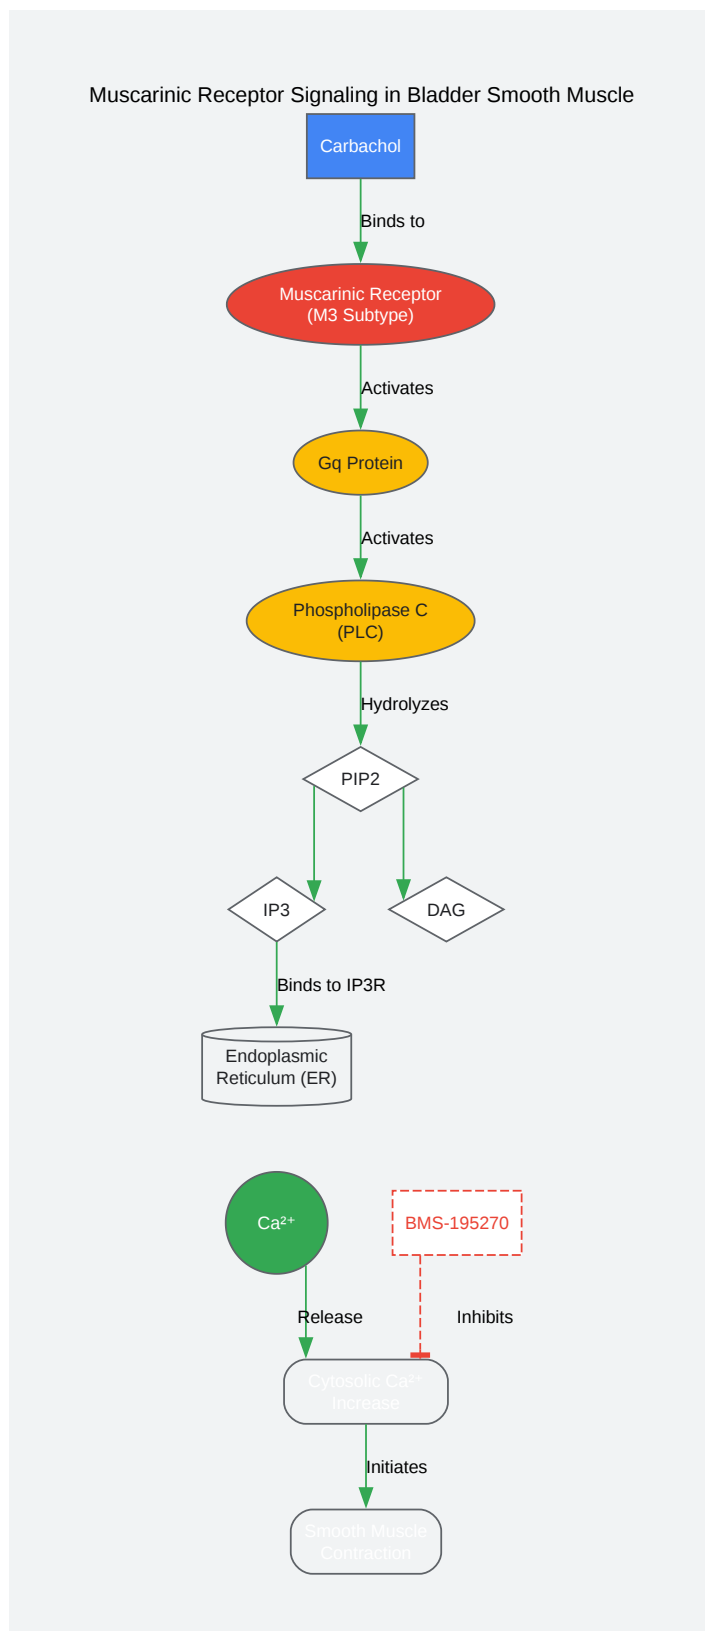 Muscarinic Receptor Signaling in Bladder Smooth Muscle
Carbachol
Binds to
Muscarinic Receptor
(M3 Subtype)
Activates
Gq Protein
Activates
Phospholipase C
(PLC)
Hydrolyzes
PIP2
IP3
DAG
Binds to IP3R
Endoplasmic
Reticulum (ER)
Ca²⁺
BMS-195270
Release
Inhibits
Cytosolic Ca²⁺
Increase
Initiates
Smooth Muscle
Contraction